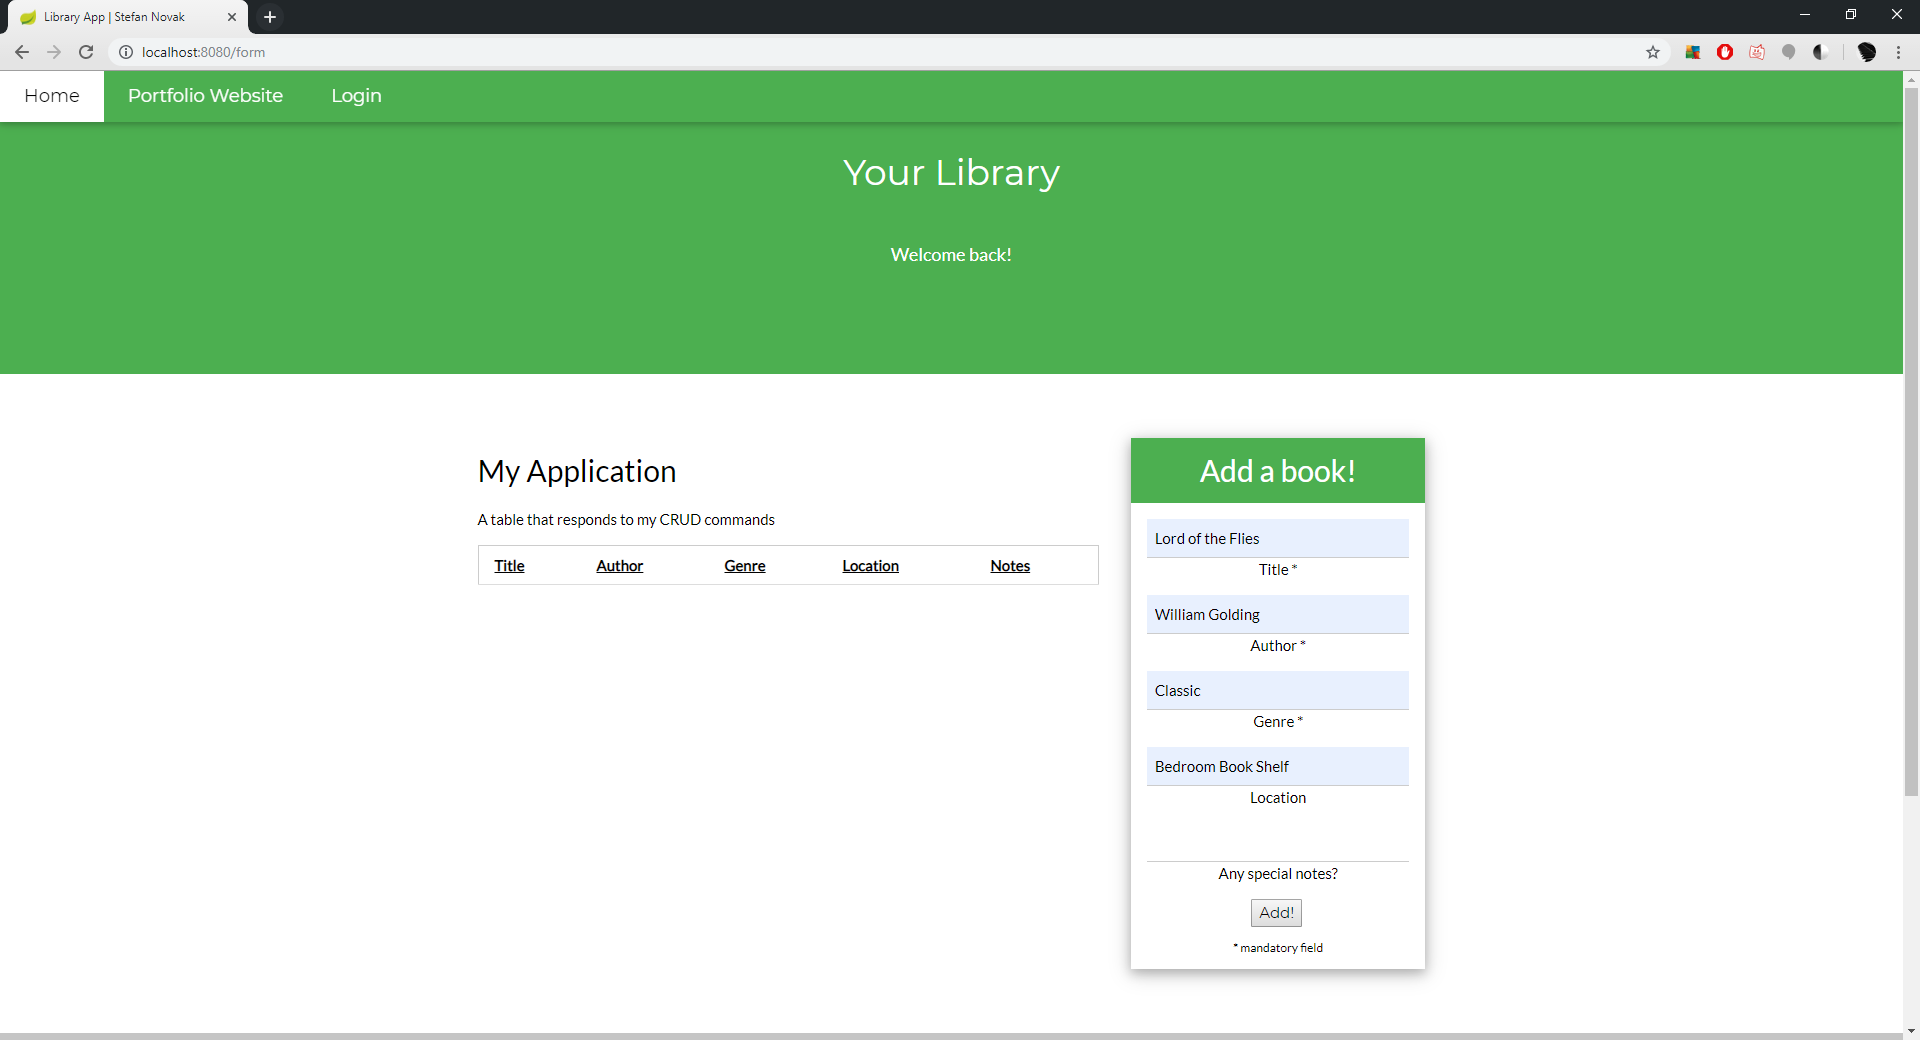 Library App | Stefan Novak
localhost:8080/form
Home Portfolio Website Login
Your Library
Welcome back!
My Application
A table that responds to my CRUD commands
Title Author Genre Location Notes
Add a book!
Lord of the Flies
Title *
William Golding
Author *
Classic
Genre *
Bedroom Book Shelf
Location
Any special notes?
Add!
* mandatory field